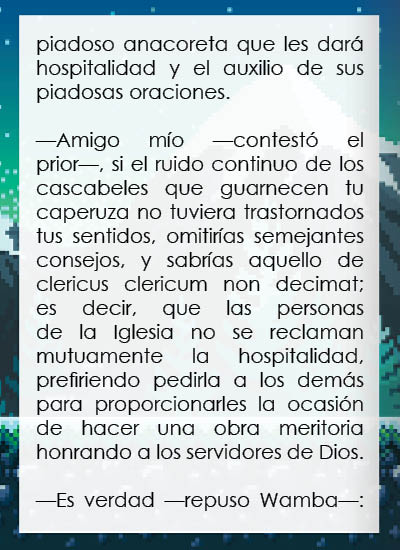 piadoso anacoreta que les dará
hospitalidad y el auxilio de sus
piadosas oraciones.
—Amigo mío —contestó el
prior—, si el ruido continuo de los
cascabeles que guarnecen tu
caperuza no tuviera trastornados
tus sentidos, omitirías semejantes
consejos, y sabrías aquello de
clericus clericum non decimat;
es decir, que las personas
de la Iglesia no se reclaman
mutuamente la hospitalidad,
prefiriendo pedirla a los demás
para proporcionarles la ocasión
de hacer una obra meritoria
honrando a los servidores de Dios.
—Es verdad —repuso Wamba—: